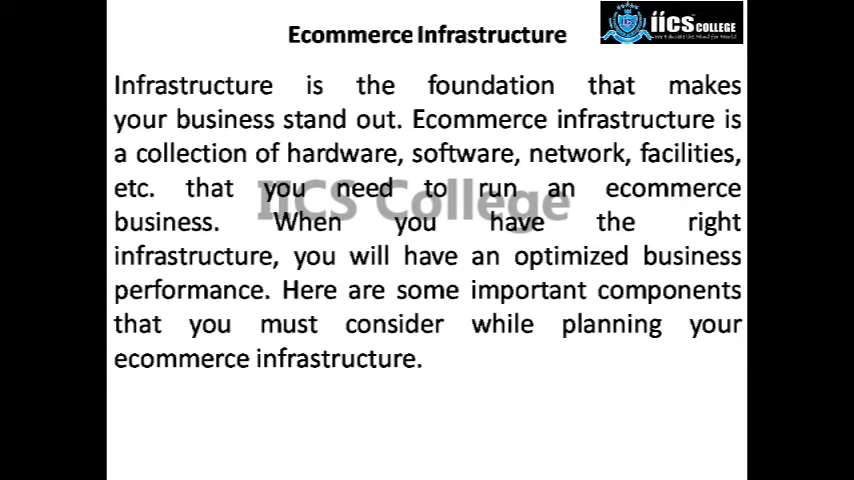 Ecommerce Infrastructure
iics COLLEGE
Infrastructure is the foundation that makes
your business stand out. Ecommerce infrastructure is
a collection of hardware, software, network, facilities,
etc. that you need to run an ecommerce
business. When you have the right
infrastructure, you will have an optimized business
performance. Here are some important components
that you must consider while planning your
ecommerce infrastructure.
IICS College